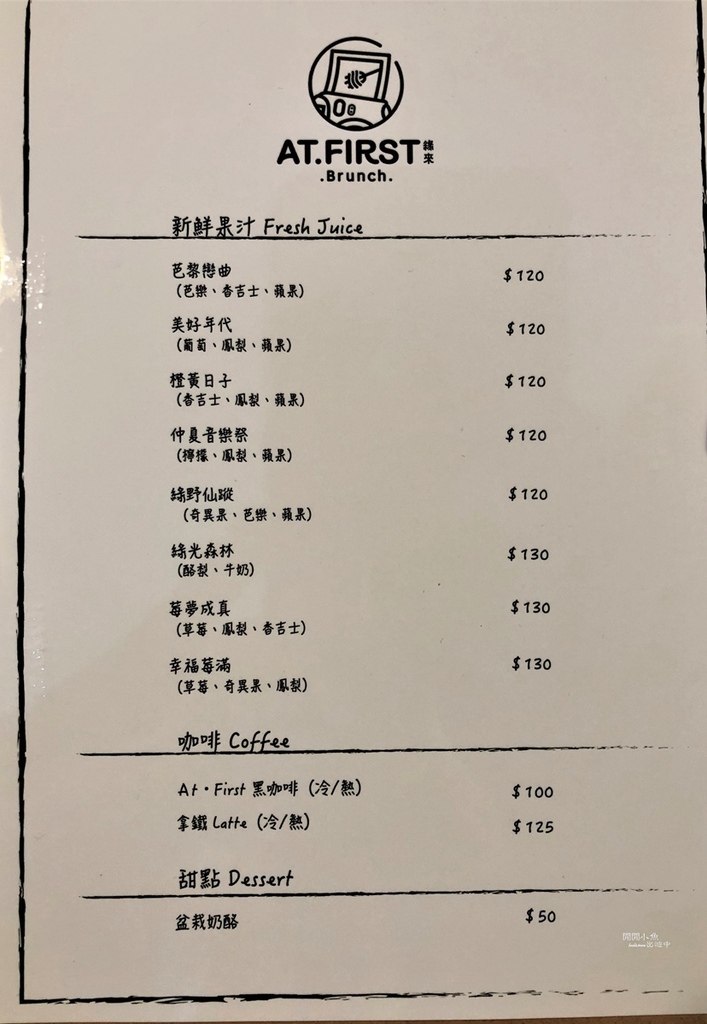 AT.FIRST 緣來
.Brunch.
新鮮果汁 Fresh Juice
芭黎戀曲 $120
(芭樂、香吉士、蘋果)
美好年代 $120
(葡萄、鳳梨、蘋果)
橙黃日子 $120
(香吉士、鳳梨、蘋果)
仲夏音樂祭 $120
(檸檬、鳳梨、蘋果)
綠野仙蹤 $120
(奇異果、芭樂、蘋果)
綠光森林 $130
(酪梨、牛奶)
莓夢成真 $130
(草莓、鳳梨、香吉士)
幸福莓滿 $130
(草莓、奇異果、鳳梨)
咖啡 Coffee
At・First 黑咖啡 (冷/熱) $100
拿鐵 Latte (冷/熱) $125
甜點 Dessert
盆栽奶酪 $50
小魚
出遊中